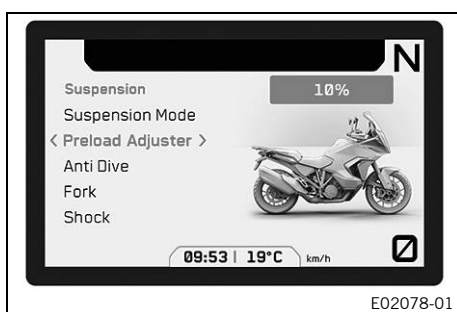 N
Suspension
10%
Suspension Mode
< Preload Adjuster >
Anti Dive
Fork
Shock
09:53 | 19°C km/h
0
E02078-01